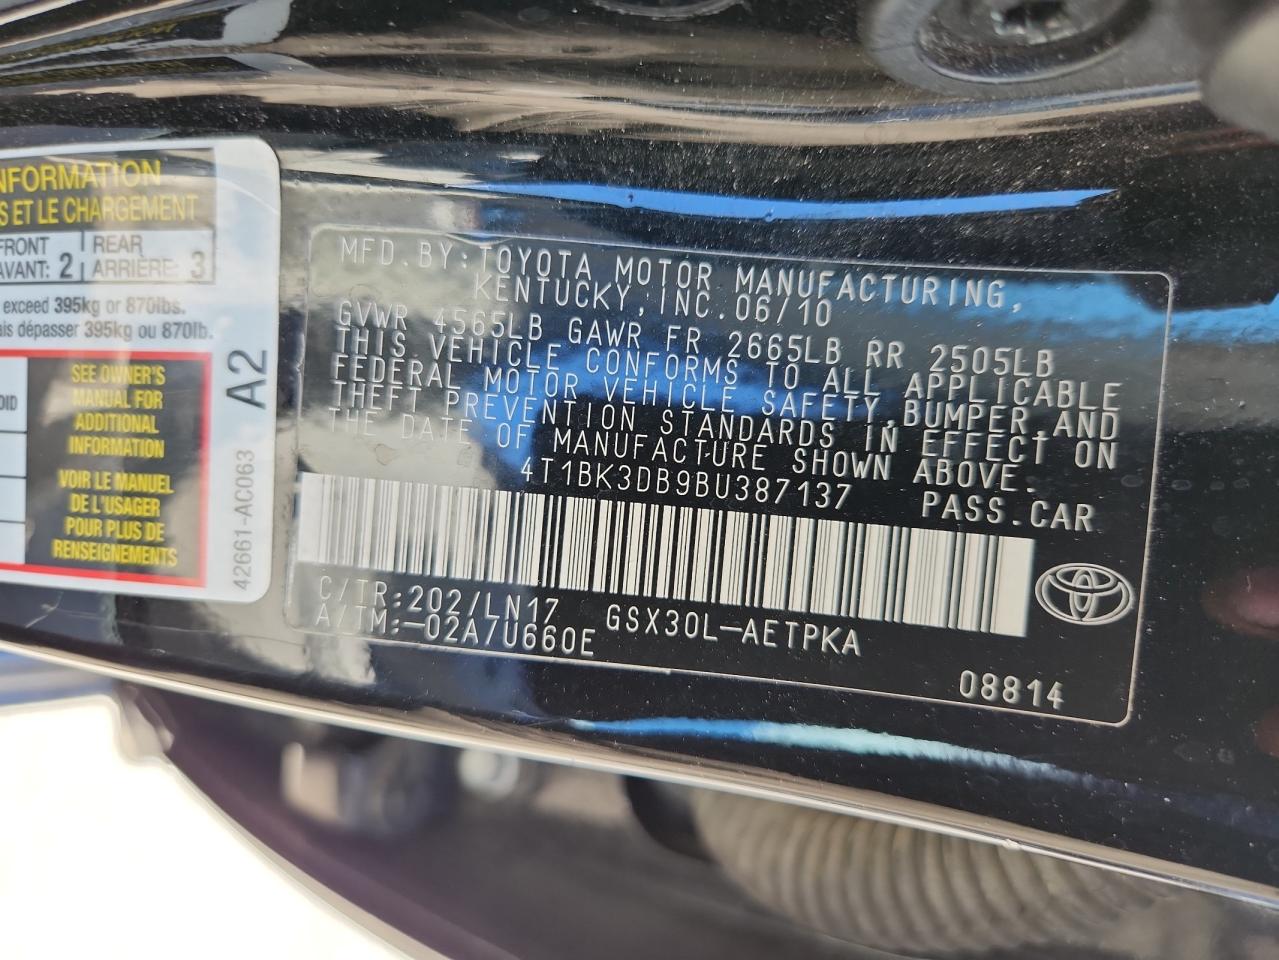 NFORMATION
S ET LE CHARGEMENT
FRONT | REAR
AVANT: 2 | ARRIÈRE: 3
exceed 395kg or 870lbs.
ais dépasser 395kg ou 870lb.
OID
SEE OWNER'S
MANUAL FOR
ADDITIONAL
INFORMATION
VOIR LE MANUEL
DE L'USAGER
POUR PLUS DE
RENSEIGNEMENTS
42661-AC063 A2
MFD. BY: TOYOTA MOTOR MANUFACTURING,
KENTUCKY, INC. 06/10
GVWR 4565LB GAWR FR 2665LB RR 2505LB
THIS VEHICLE CONFORMS TO ALL APPLICABLE
FEDERAL MOTOR VEHICLE SAFETY, BUMPER, AND
THEFT PREVENTION STANDARDS IN EFFECT ON
THE DATE OF MANUFACTURE SHOWN ABOVE.
4T1BK3DB9BU387137 PASS. CAR
C/TR: 202/LN17 GSX30L-AETPKA
A/TM:-02A/U660E
08814